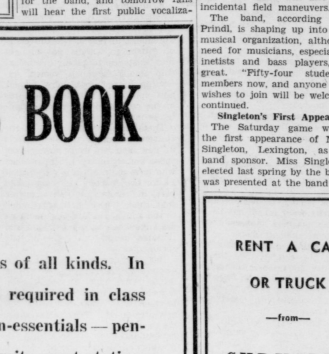 for the band, and tomorrow fans
will hear the first public vocaliza-
BOOK
s of all kinds. In
required in class
n-essentials — pen-
incidental field maneuvers.
The band, according
Prindl, is shaping up into
musical organization, alth
need for musicians, especi
inetists and bass players,
great. "Fifty-four stude
members now, and anyone
wishes to join will be welc
continued.
Singleton's First Appea
The Saturday game w
the first appearance of M
Singleton, Lexington, as
band sponsor. Miss Single
elected last spring by the b
was presented at the band
RENT A CA
OR TRUCK
—from—